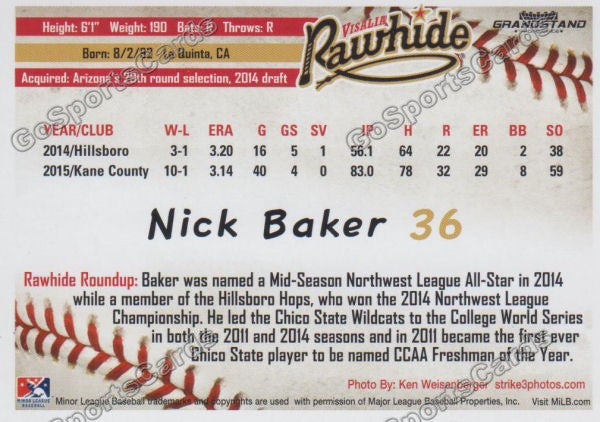 Height: 6'1" Weight: 190 Bats: R Throws: R
Born: 8/2/92 La Quinta, CA
Acquired: Arizona's round selection, 2014 draft
VISALIA
Rawhide
GRANDSTAND
YEAR/CLUB W-L ERA G GS SV IP H R ER BB SO
2014/Hillsboro 3-1 3.20 16 5 1 56.1 64 22 20 2 38
2015/Kane County 10-1 3.14 40 4 0 83.0 78 32 29 8 59
Nick Baker 36
Rawhide Roundup: Baker was named a Mid-Season Northwest League All-Star in 2014
while a member of the Hillsboro Hops, who won the 2014 Northwest League
Championship. He led the Chico State Wildcats to the College World Series
in both the 2011 and 2014 seasons and in 2011 became the first ever
Chico State player to be named CCAA Freshman of the Year.
Photo By: Ken Weisenberger strike3photos.com
MINOR LEAGUE
BASEBALL
Minor League Baseball trademarks and copyrights are used with permission of Major League Baseball Properties, Inc. Visit MiLB.com
GoSportsCards
GoSportsCards
GoSportsCards
GoSportsCards